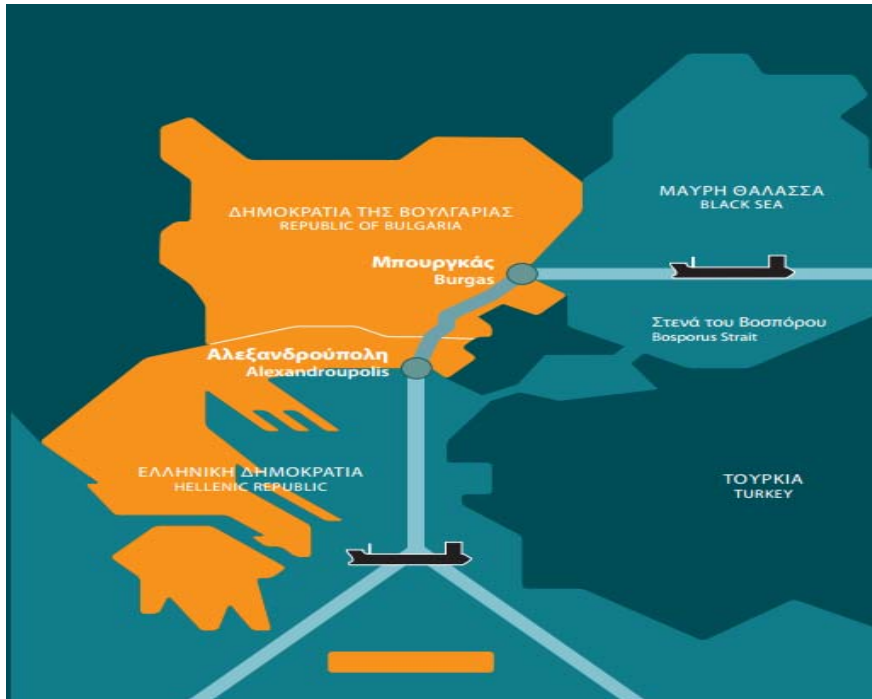 ΜΑΥΡΗ ΘΑΛΑΣΣΑ
BLACK SEA
ΔΗΜΟΚΡΑΤΙΑ ΤΗΣ ΒΟΥΛΓΑΡΙΑΣ
REPUBLIC OF BULGARIA
Μπουργκάς
Burgas
Στενά του Βοσπόρου
Bosporus Strait
Αλεξανδρούπολη
Alexandroupolis
ΕΛΛΗΝΙΚΗ ΔΗΜΟΚΡΑΤΙΑ
HELLENIC REPUBLIC
ΤΟΥΡΚΙΑ
TURKEY